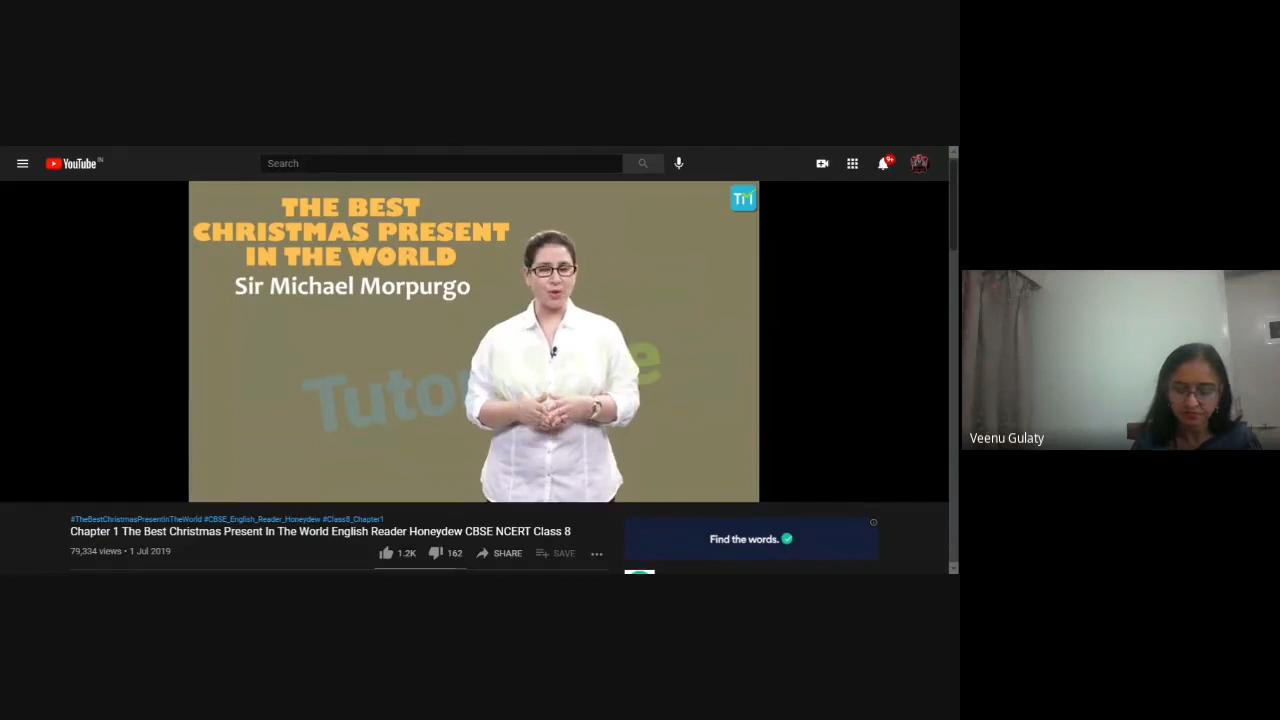 YouTube IN
Search
9+
THE BEST
CHRISTMAS PRESENT
IN THE WORLD
Sir Michael Morpurgo
TM
Tutor
e
#TheBestChristmasPresentInTheWorld #CBSE_English_Reader_Honeydew #Class8_Chapter1
Chapter 1 The Best Christmas Present In The World English Reader Honeydew CBSE NCERT Class 8
79,334 views • 1 Jul 2019
1.2K 162 SHARE SAVE
Find the words.
Veenu Gulaty